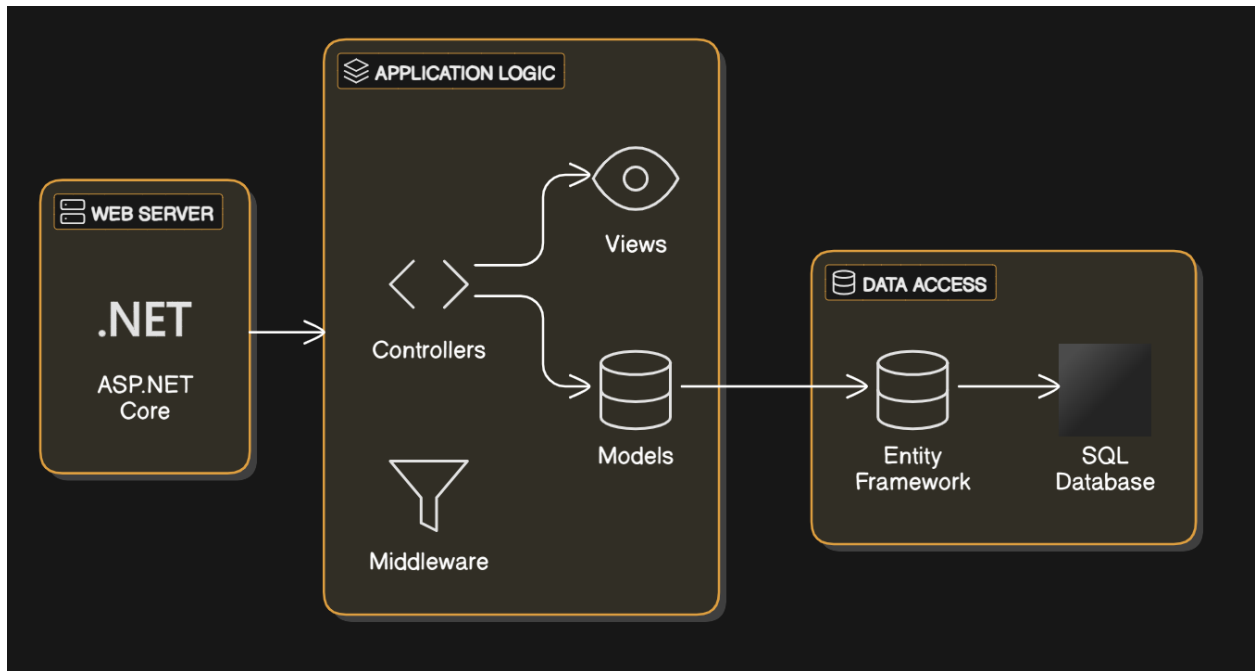 WEB SERVER
.NET
ASP.NET
Core
APPLICATION LOGIC
Views
Controllers
Models
Middleware
DATA ACCESS
Entity
Framework
SQL
Database